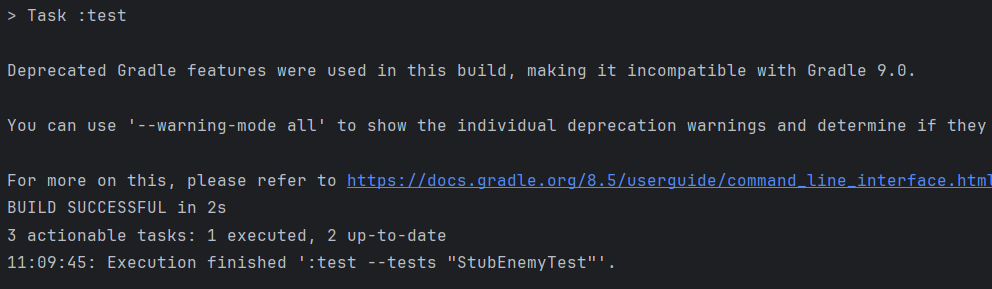 > Task :test
Deprecated Gradle features were used in this build, making it incompatible with Gradle 9.0.
You can use '--warning-mode all' to show the individual deprecation warnings and determine if they
For more on this, please refer to https://docs.gradle.org/8.5/userguide/command_line_interface.html
BUILD SUCCESSFUL in 2s
3 actionable tasks: 1 executed, 2 up-to-date
11:09:45: Execution finished ':test --tests "StubEnemyTest"'.